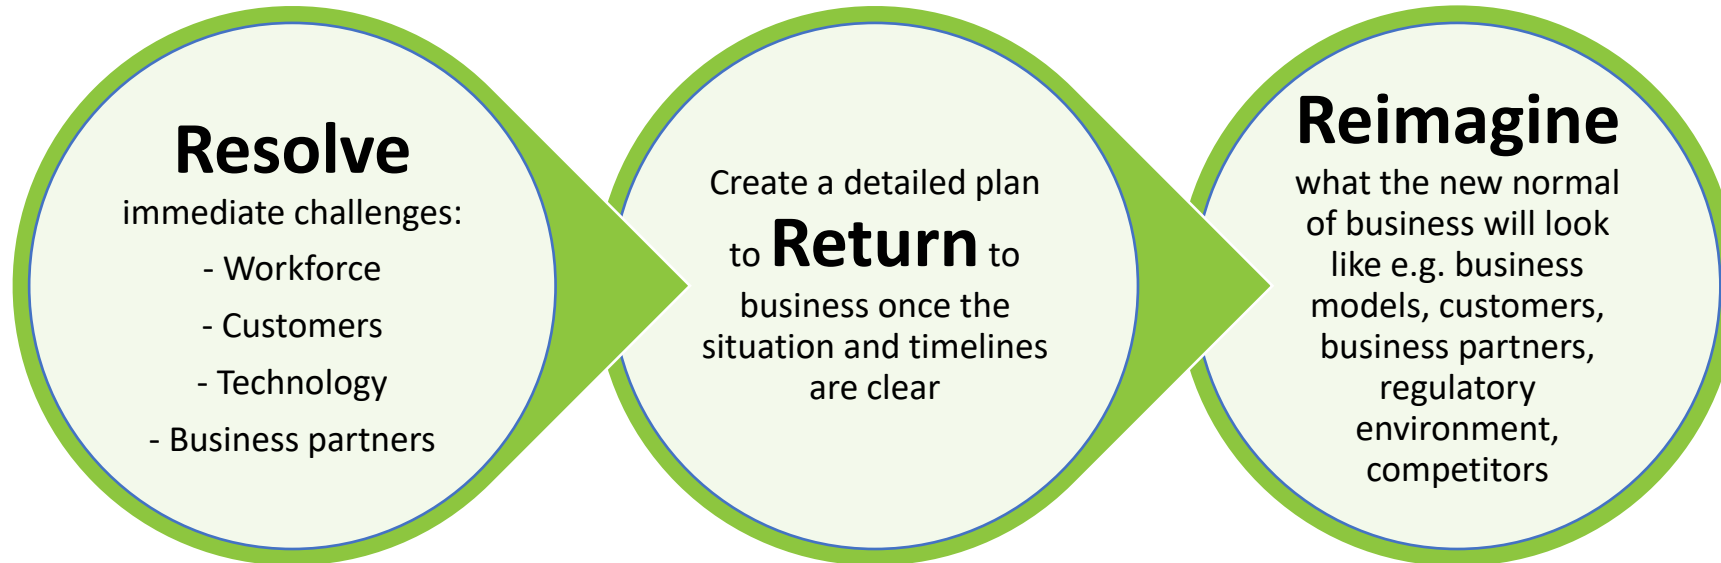 Resolve
immediate challenges:
- Workforce
- Customers
- Technology
- Business partners
Create a detailed plan
to Return to
business once the
situation and timelines
are clear
Reimagine
what the new normal
of business will look
like e.g. business
models, customers,
business partners,
regulatory
environment,
competitors